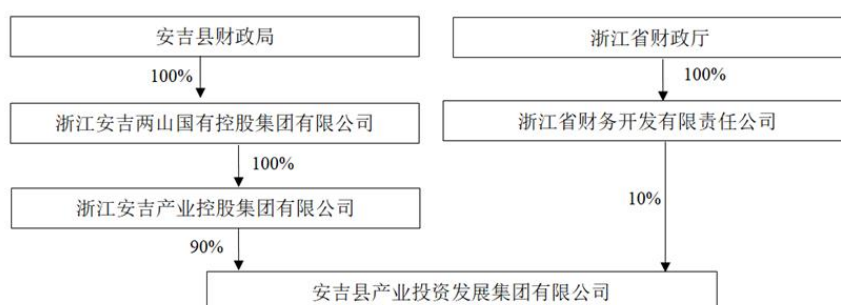 安吉县财政局
浙江省财政厅
100%
100%
浙江安吉两山国有控股集团有限公司
浙江省财务开发有限责任公司
100%
浙江安吉产业控股集团有限公司
10%
90%
安吉县产业投资发展集团有限公司